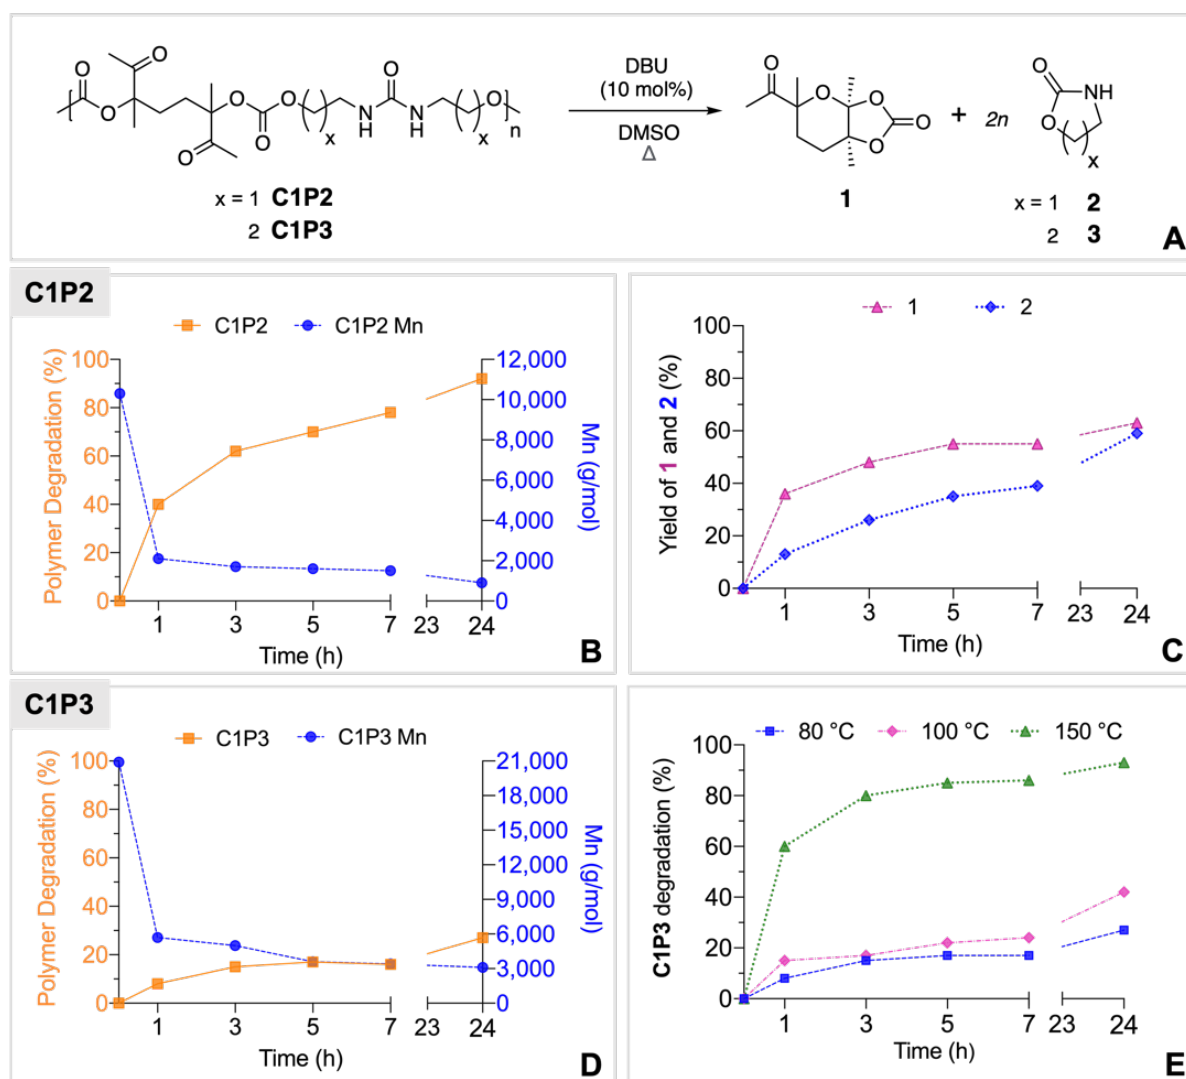 O
O
O
O
O
O
O
O
O
N
H
N
H
O
x
x
n
DBU
(10 mol%)
DMSO
Δ
O
O
O
O
O
+ 2n
O
NH
O
x
x = 1 C1P2
2 C1P3
1
x = 1 2
2 3
A
C1P2
C1P2
C1P2 Mn
Polymer Degradation (%)
100
80
60
40
20
0
12,000
10,000
8,000
6,000
4,000
2,000
0
Mn (g/mol)
1 3 5 7 23 24
Time (h)
B
1 2
Yield of 1 and 2 (%)
100
80
60
40
20
0
1 3 5 7 23 24
Time (h)
C
C1P3
C1P3
C1P3 Mn
Polymer Degradation (%)
100
80
60
40
20
0
21,000
18,000
15,000
12,000
9,000
6,000
3,000
0
Mn (g/mol)
1 3 5 7 23 24
Time (h)
D
80 °C 100 °C 150 °C
C1P3 degradation (%)
100
80
60
40
20
0
1 3 5 7 23 24
Time (h)
E